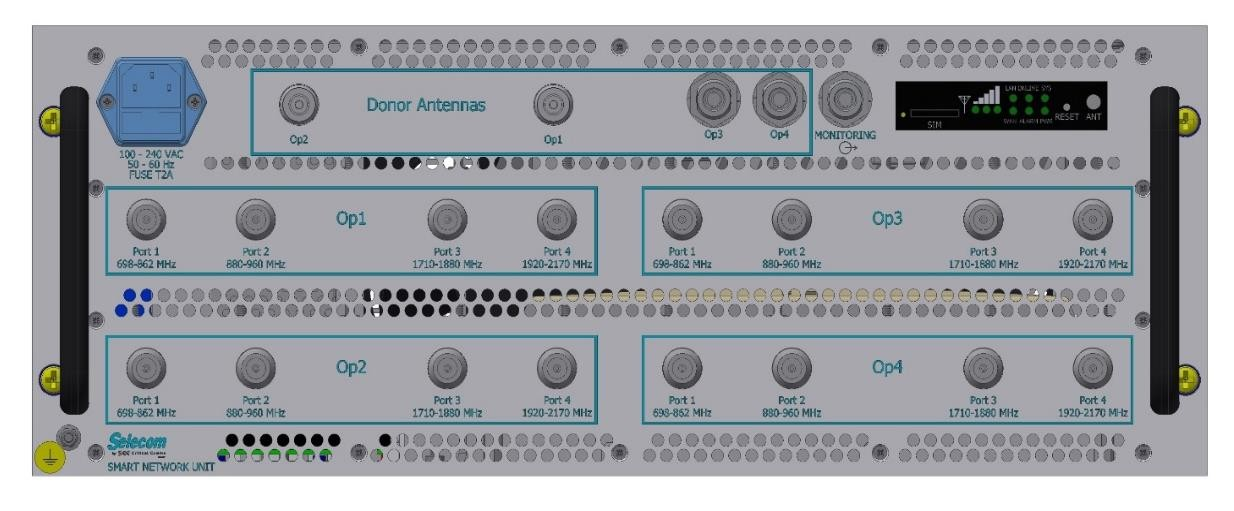 Donor Antennas
Op2
Op1
Op3
Op4
MONITORING
LAN ONLINE SYS
ALARM
SIM
RESET
ANT
100 - 240 VAC
50 - 60 Hz
FUSE T2A
Op1
Port 1
698-862 MHz
Port 2
880-960 MHz
Port 3
1710-1880 MHz
Port 4
1920-2170 MHz
Op3
Port 1
698-862 MHz
Port 2
880-960 MHz
Port 3
1710-1880 MHz
Port 4
1920-2170 MHz
Op2
Port 1
698-862 MHz
Port 2
880-960 MHz
Port 3
1710-1880 MHz
Port 4
1920-2170 MHz
Op4
Port 1
698-862 MHz
Port 2
880-960 MHz
Port 3
1710-1880 MHz
Port 4
1920-2170 MHz
Selecom
SMART NETWORK UNIT